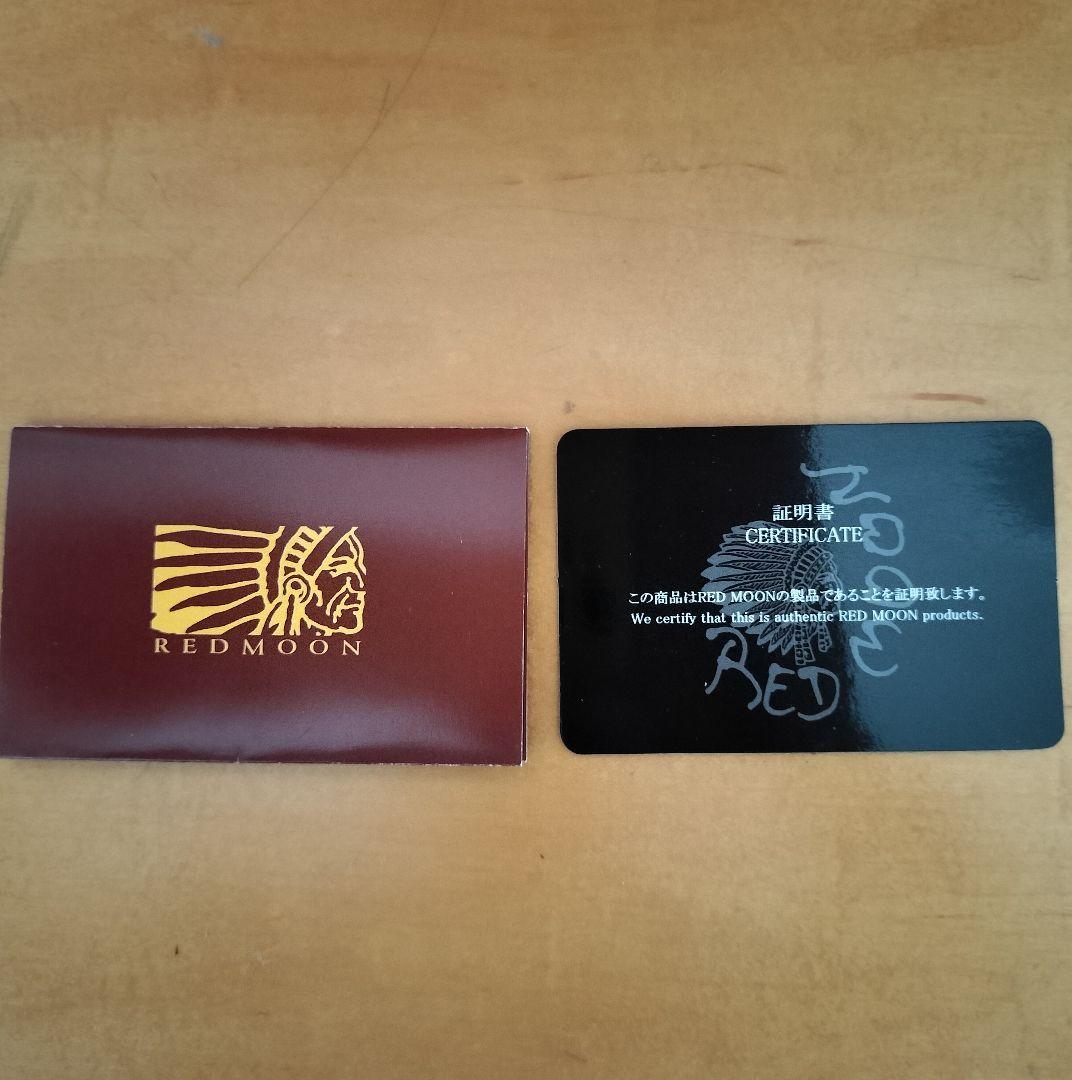 REDMOON
証明書
CERTIFICATE
この商品はRED MOONの製品であることを証明致します。
We certify that this is authentic RED MOON products.
RED
MOON